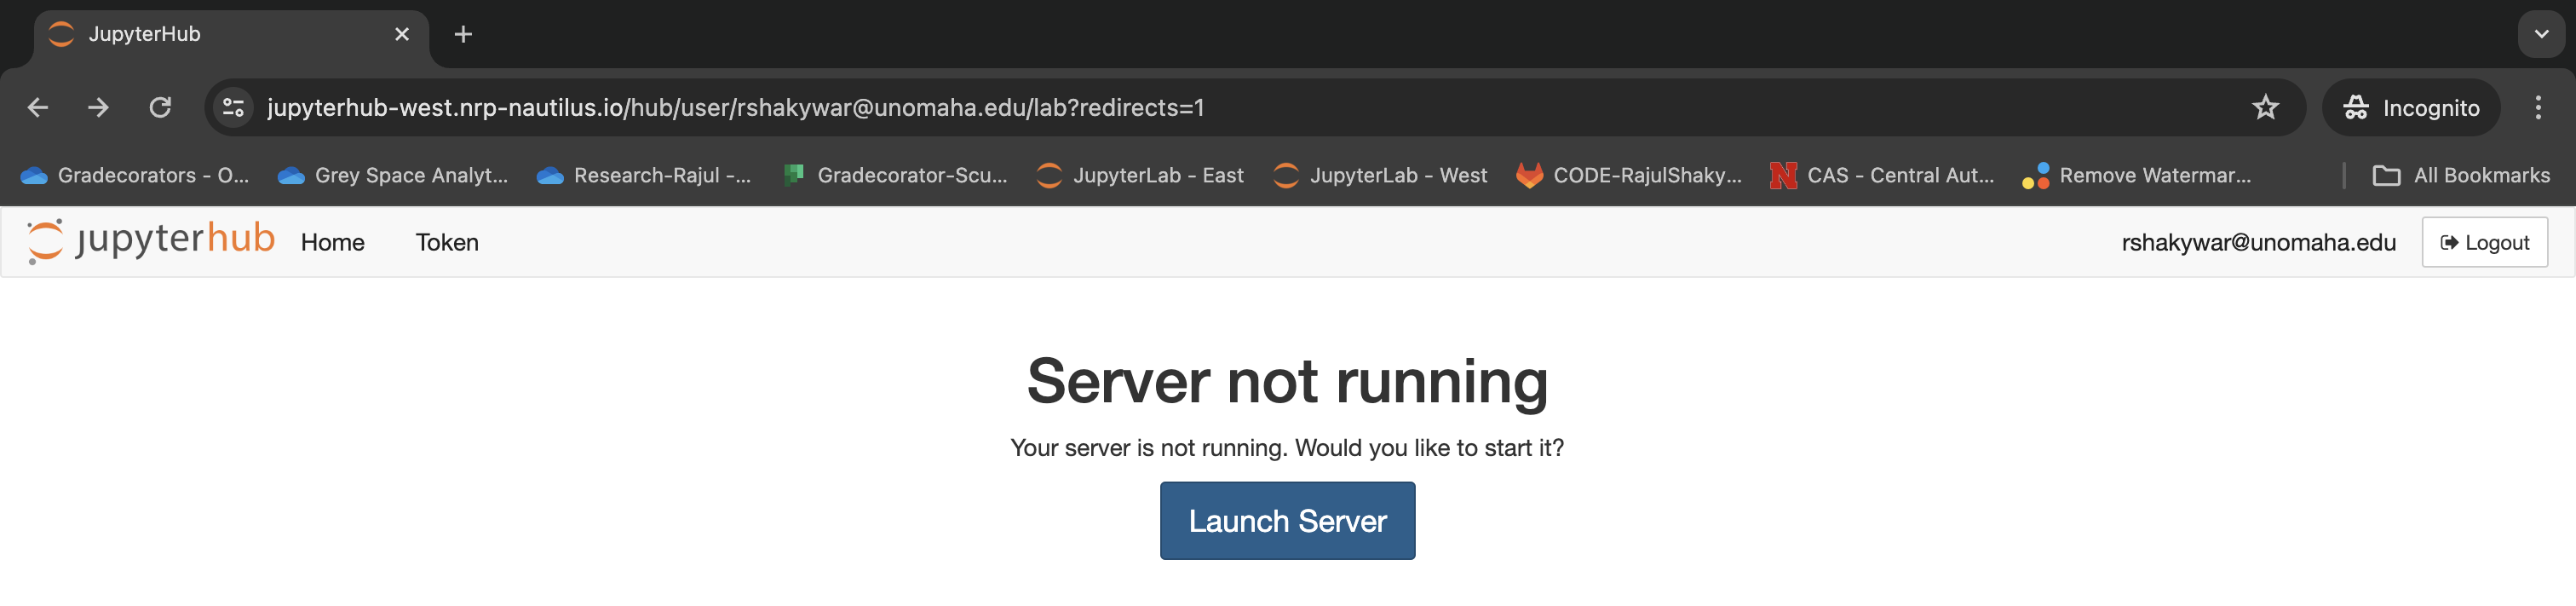 JupyterHub
jupyterhub-west.nrp-nautilus.io/hub/user/rshakywar@unomaha.edu/lab?redirects=1
Incognito
Gradecorators - O...
Grey Space Analyt...
Research-Rajul -...
Gradecorator-Scu...
JupyterLab - East
JupyterLab - West
CODE-RajulShaky...
CAS - Central Aut...
Remove Watermar...
All Bookmarks
jupyterhub
Home
Token
rshakywar@unomaha.edu
Logout
Server not running
Your server is not running. Would you like to start it?
Launch Server